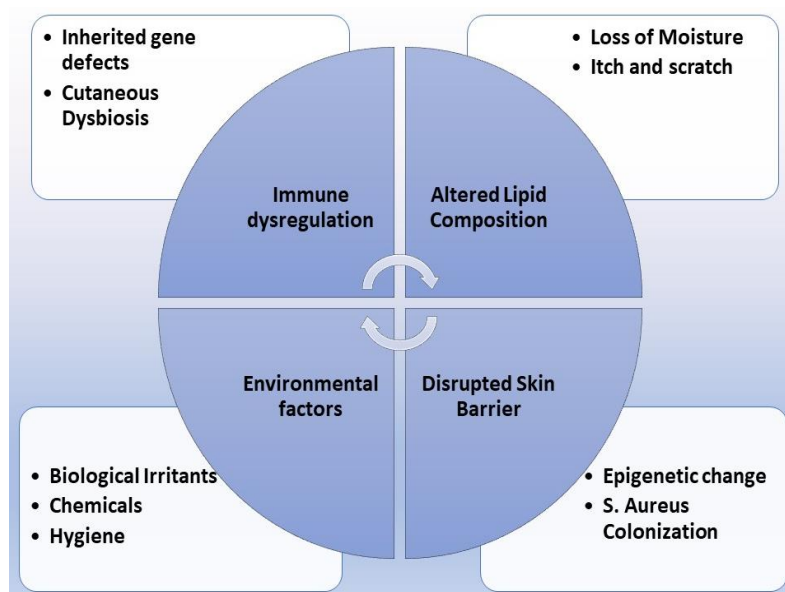 • Inherited gene
defects
• Cutaneous
Dysbiosis
• Loss of Moisture
• Itch and scratch
Immune
dysregulation
Altered Lipid
Composition
Environmental
factors
Disrupted Skin
Barrier
• Biological Irritants
• Chemicals
• Hygiene
• Epigenetic change
• S. Aureus
Colonization